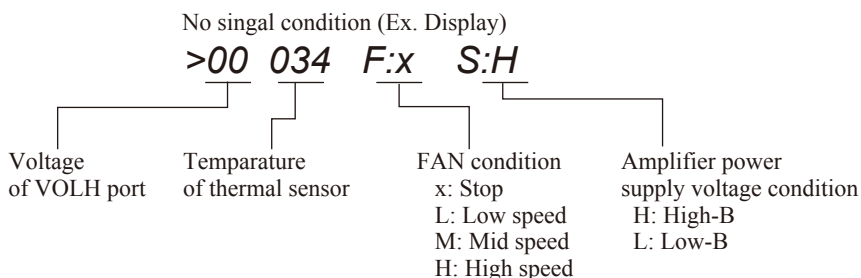 No singal condition (Ex. Display)
>00 034 F:x S:H
Voltage
of VOLH port
Temparature
of thermal sensor
FAN condition
x: Stop
L: Low speed
M: Mid speed
H: High speed
Amplifier power
supply voltage condition
H: High-B
L: Low-B